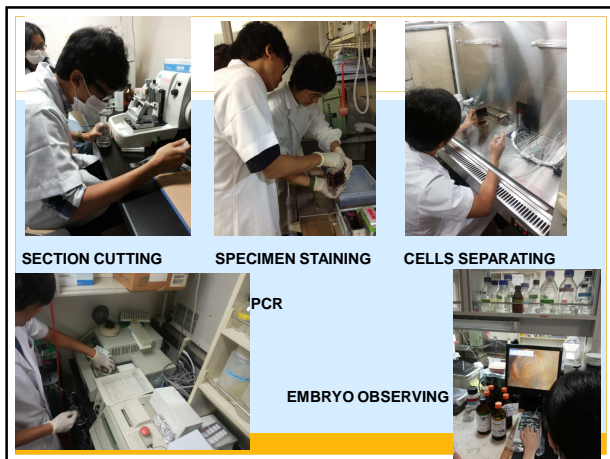 SECTION CUTTING
SPECIMEN STAINING
CELLS SEPARATING
PCR
EMBRYO OBSERVING